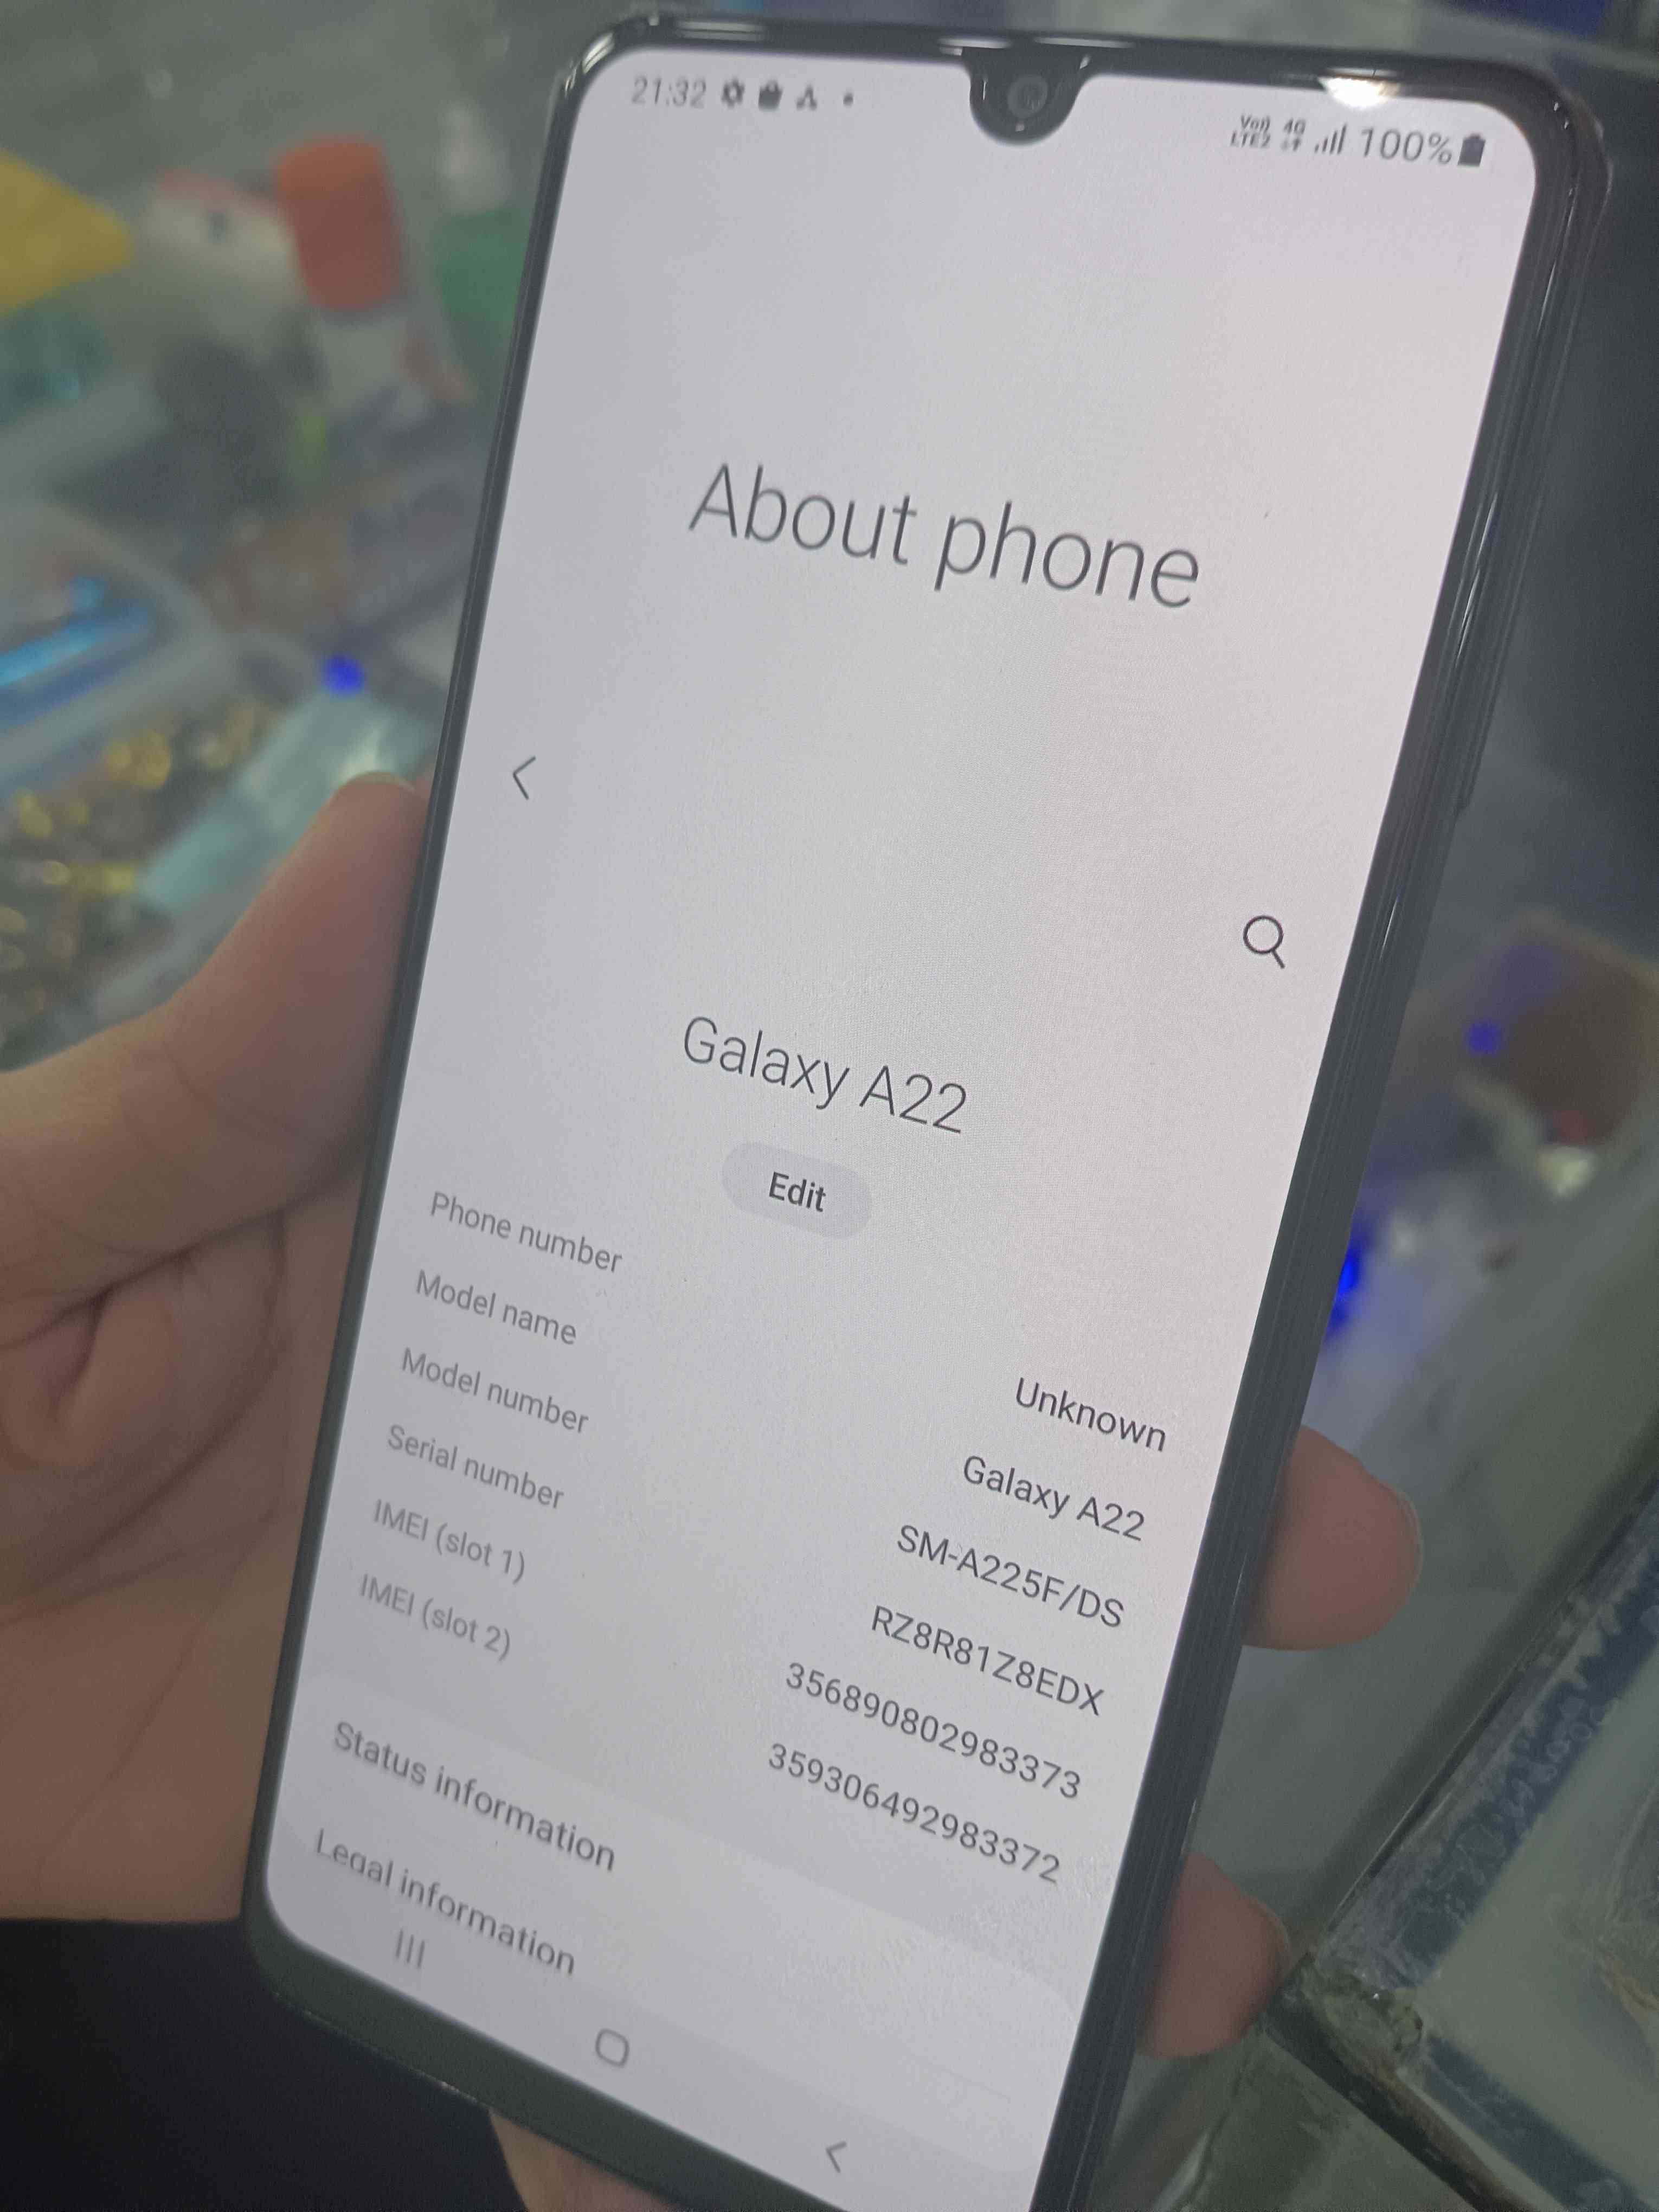 21:32
Vo)) LTE2 4G 100%
About phone
Galaxy A22
Edit
Phone number Unknown
Model name Galaxy A22
Model number SM-A225F/DS
Serial number RZ8R81Z8EDX
IMEI (slot 1) 356890802983373
IMEI (slot 2) 359306492983372
Status information
Legal information